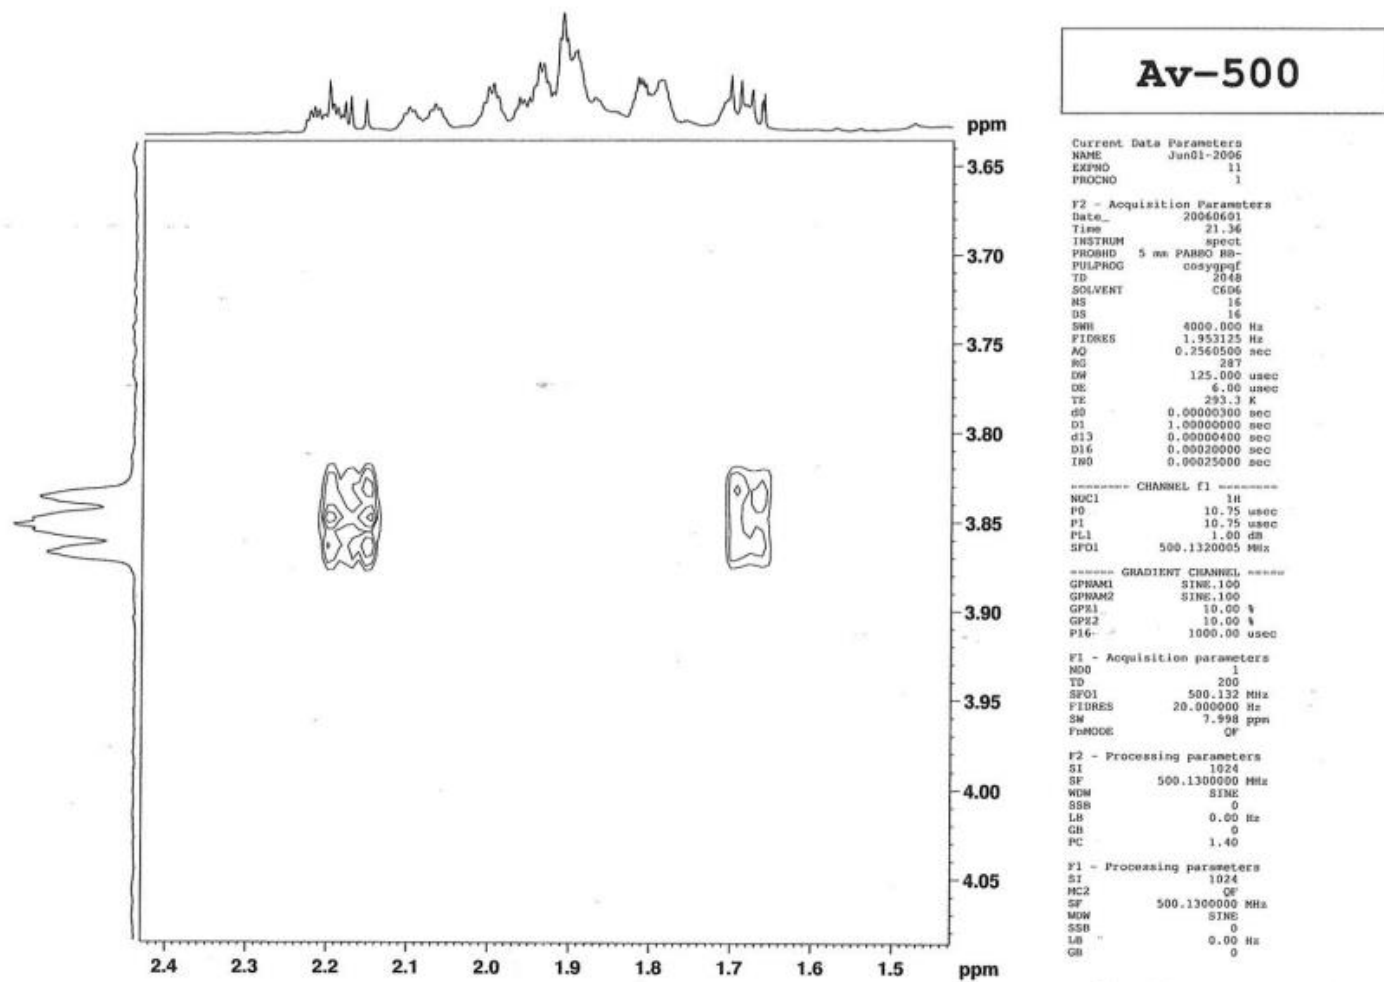 Av-500
ppm
3.65
3.70
3.75
3.80
3.85
3.90
3.95
4.00
4.05
2.4 2.3 2.2 2.1 2.0 1.9 1.8 1.7 1.6 1.5 ppm
Current Data Parameters
NAME Jun01-2006
EXPNO 11
PROCNO 1
F2 - Acquisition Parameters
Date_ 20060601
Time 21.36
INSTRUM spect
PROBHD 5 mm PABBO BB-
PULPROG cosygpqf
TD 2048
SOLVENT C6D6
NS 16
DS 16
SWH 4000.000 Hz
FIDRES 1.953125 Hz
AQ 0.2560500 sec
RG 287
DW 125.000 usec
DE 6.00 usec
TE 293.3 K
d0 0.00000300 sec
D1 1.00000000 sec
d13 0.00000400 sec
D16 0.00020000 sec
IN0 0.00025000 sec
======== CHANNEL f1 ========
NUC1 1H
P0 10.75 usec
P1 10.75 usec
PL1 1.00 dB
SFO1 500.1320005 MHz
====== GRADIENT CHANNEL =====
GPNAM1 SINE.100
GPNAM2 SINE.100
GPZ1 10.00 %
GPZ2 10.00 %
P16 1000.00 usec
F1 - Acquisition parameters
ND0 1
TD 200
SFO1 500.132 MHz
FIDRES 20.000000 Hz
SW 7.998 ppm
FnMODE QF
F2 - Processing parameters
SI 1024
SF 500.1300000 MHz
WDW SINE
SSB 0
LB 0.00 Hz
GB 0
PC 1.40
F1 - Processing parameters
SI 1024
MC2 QF
SF 500.1300000 MHz
WDW SINE
SSB 0
LB 0.00 Hz
GB 0